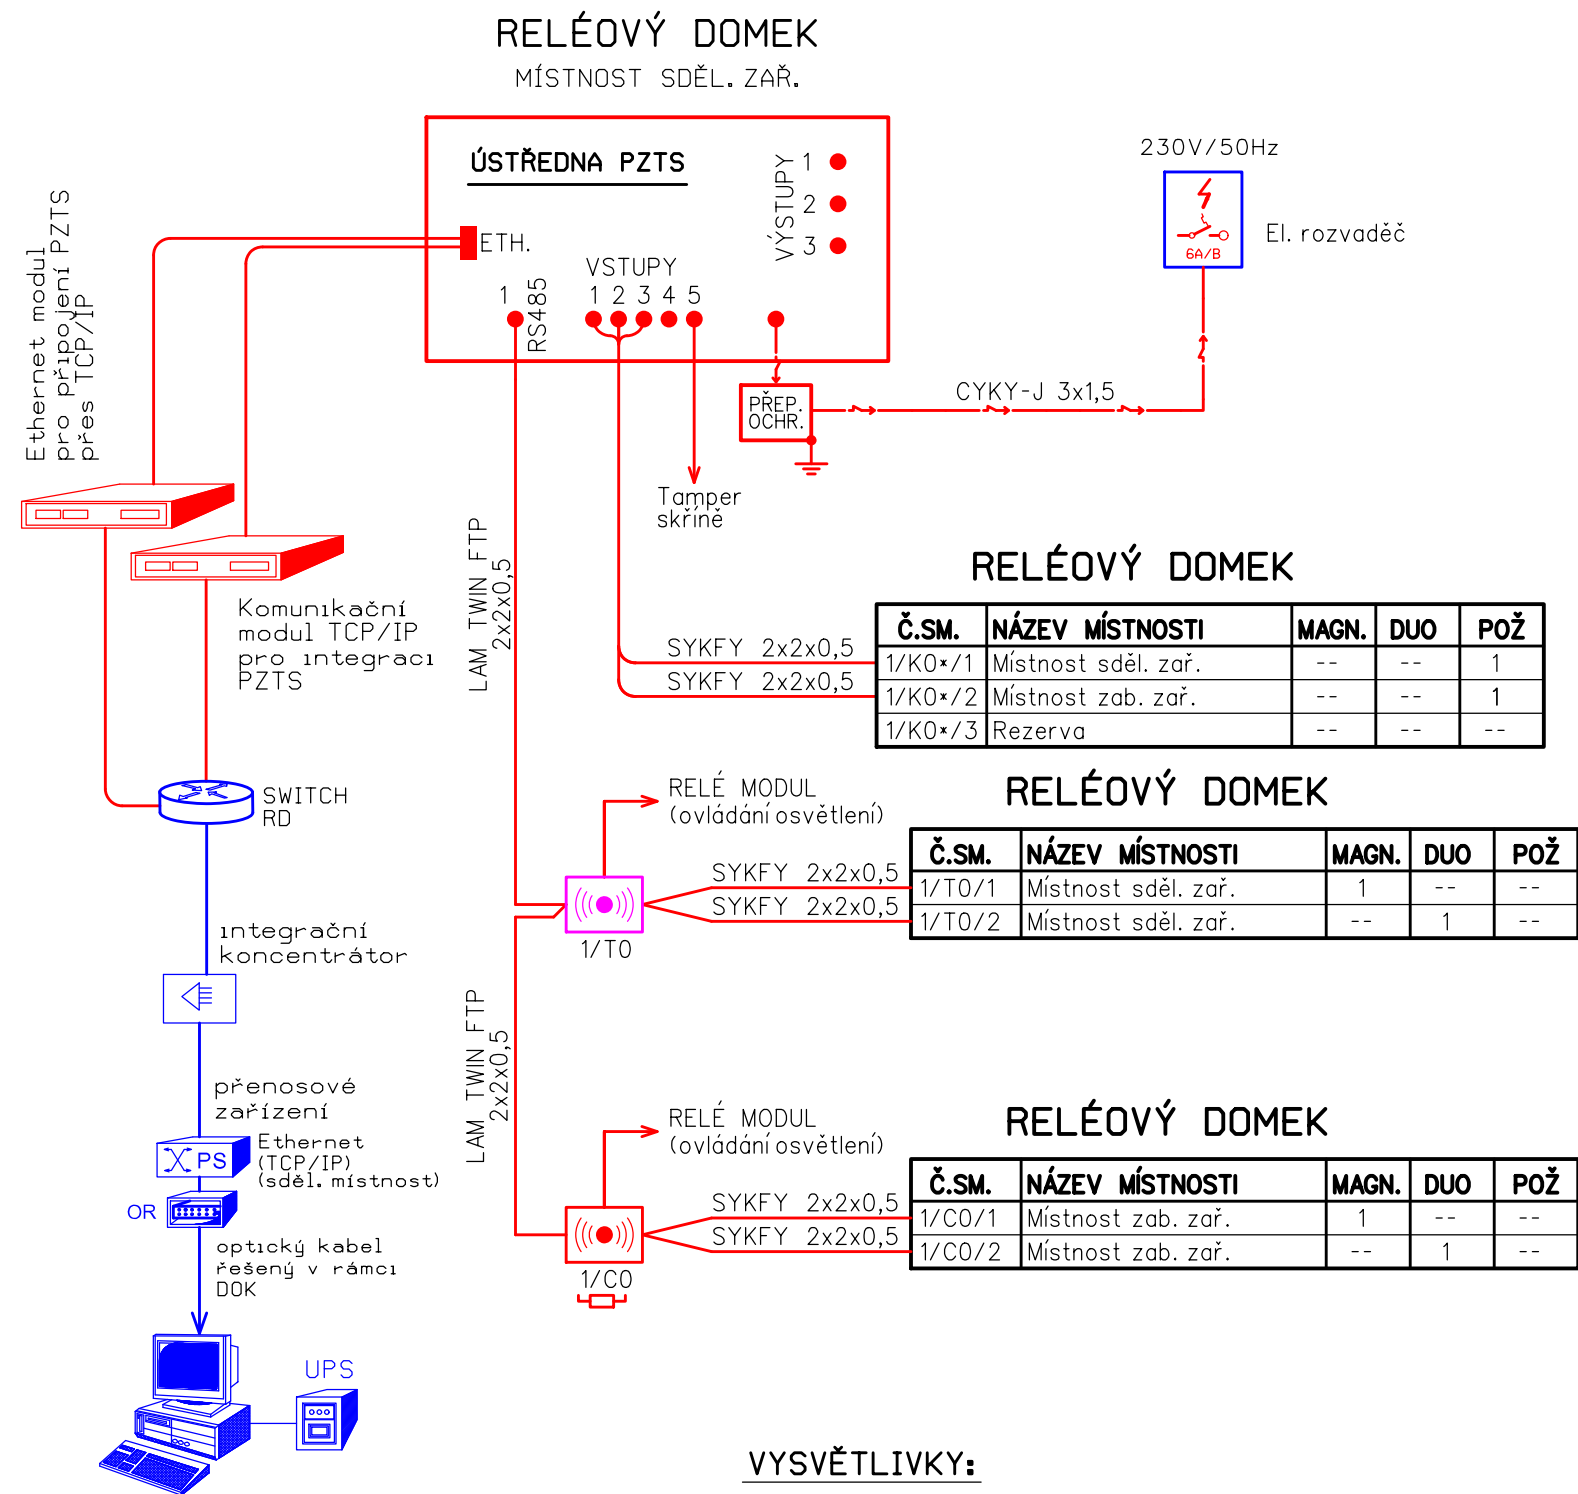 RELÉOVÝ DOMEK
MÍSTNOST SDĚL. ZAŘ.
ÚSTŘEDNA PZTS
VÝSTUPY
1
2
3
ETH.
1
RS485
VSTUPY
1 2 3 4 5
230V/50Hz
6A/B
El. rozvaděč
CYKY-J 3x1,5
PŘEP.
OCHR.
Tamper
skříně
Ethernet modul
pro připojení PZTS
přes TCP/IP
Komunikační
modul TCP/IP
pro integraci
PZTS
LAM TWIN FTP
2x2x0,5
SYKFY 2x2x0,5
SYKFY 2x2x0,5
RELÉOVÝ DOMEK
Č.SM. NÁZEV MÍSTNOSTI MAGN. DUO POŽ
1/K0*/1 Místnost sděl. zař. -- -- 1
1/K0*/2 Místnost zab. zař. -- -- 1
1/K0*/3 Rezerva -- -- --
SWITCH
RD
RELÉ MODUL
(ovládání osvětlení)
RELÉOVÝ DOMEK
SYKFY 2x2x0,5
SYKFY 2x2x0,5
1/T0
Č.SM. NÁZEV MÍSTNOSTI MAGN. DUO POŽ
1/T0/1 Místnost sděl. zař. 1 -- --
1/T0/2 Místnost sděl. zař. -- 1 --
integrační
koncentrátor
LAM TWIN FTP
2x2x0,5
přenosové
zařízení
PS
Ethernet
(TCP/IP)
(sděl. místnost)
OR
optický kabel
řešený v rámci
DOK
UPS
RELÉ MODUL
(ovládání osvětlení)
RELÉOVÝ DOMEK
SYKFY 2x2x0,5
SYKFY 2x2x0,5
1/C0
Č.SM. NÁZEV MÍSTNOSTI MAGN. DUO POŽ
1/C0/1 Místnost zab. zař. 1 -- --
1/C0/2 Místnost zab. zař. -- 1 --
VYSVĚTLIVKY: